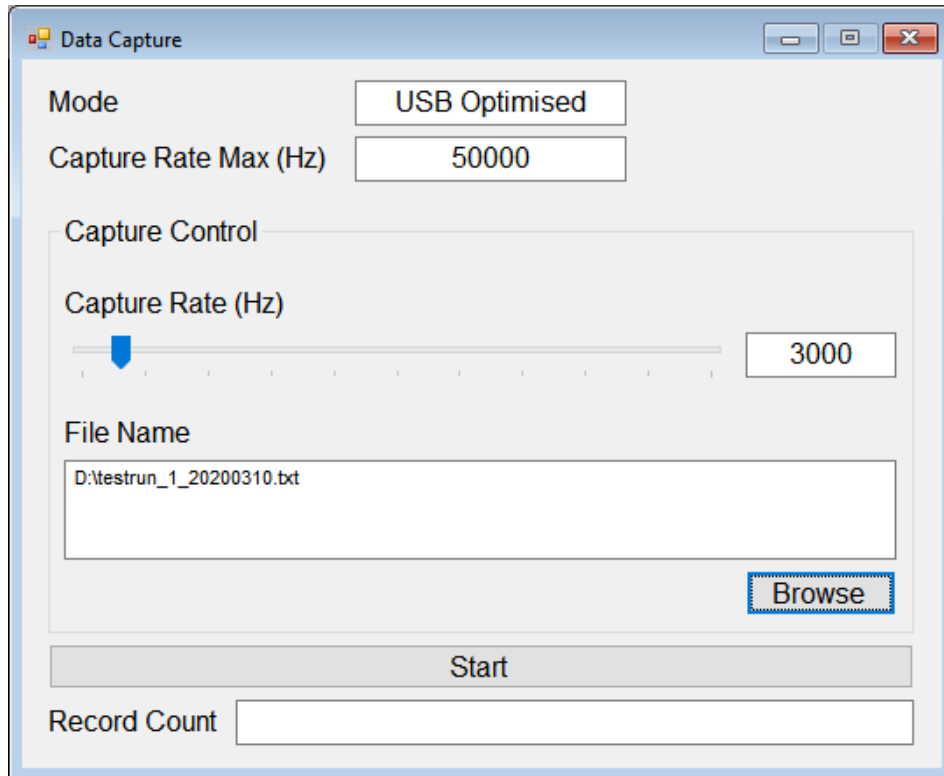 Data Capture
Mode USB Optimised
Capture Rate Max (Hz) 50000
Capture Control
Capture Rate (Hz)
3000
File Name
D:\testrun_1_20200310.txt
Browse
Start
Record Count